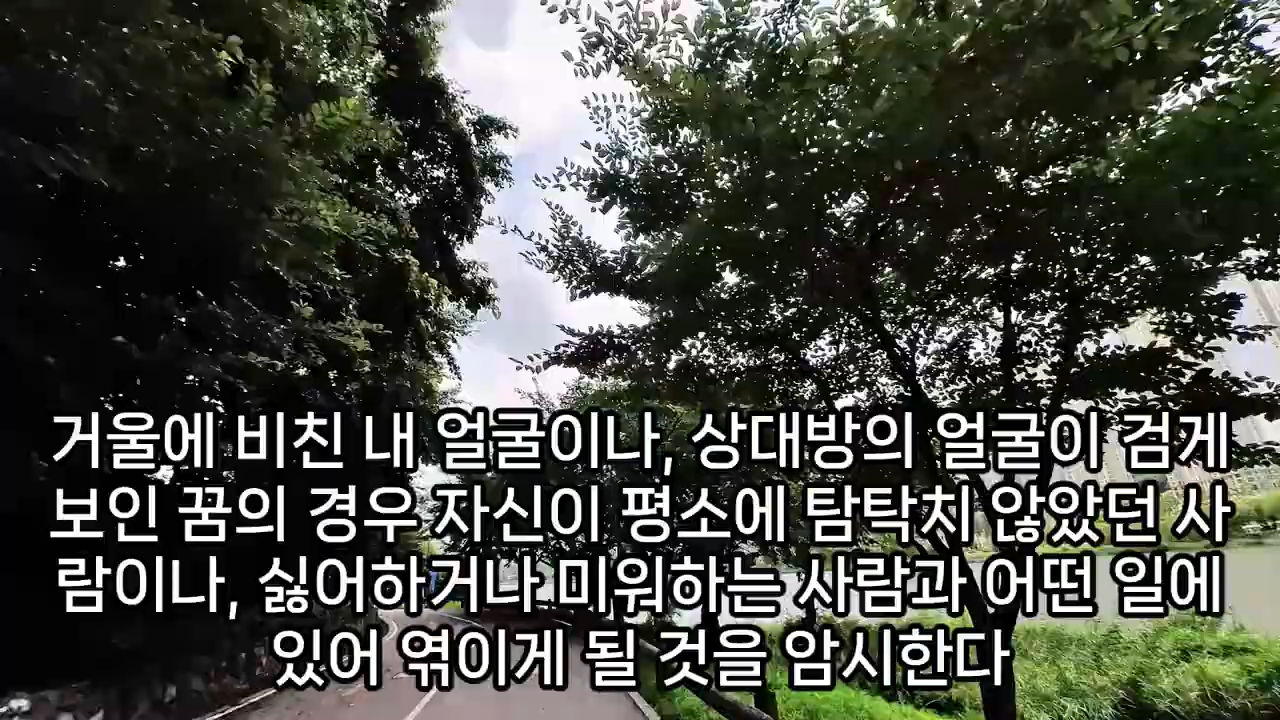 거울에 비친 내 얼굴이나, 상대방의 얼굴이 검게
보인 꿈의 경우 자신이 평소에 탐탁치 않았던 사
람이나, 싫어하거나 미워하는 사람과 어떤 일에
있어 엮이게 될 것을 암시한다